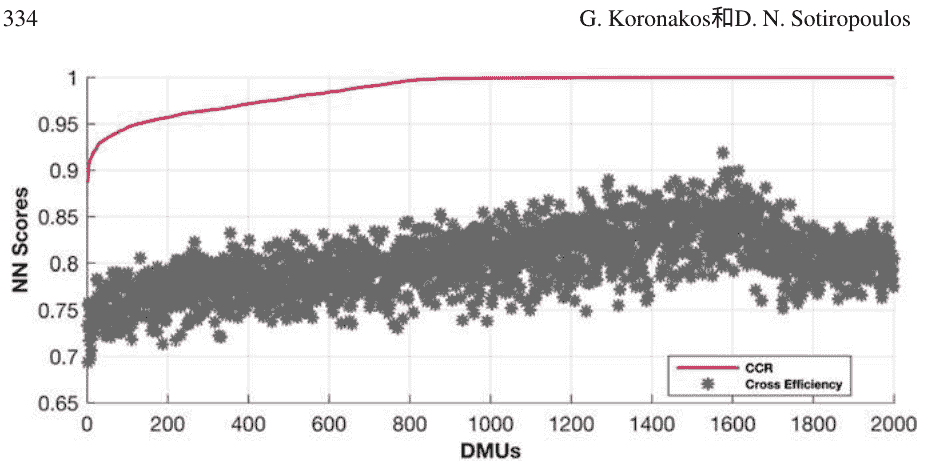 334
G. Koronakos和D. N. Sotiropoulos
1
0.95
0.9
0.85
0.8
0.75
0.7
0.65
NN Scores
CCR
Cross Efficiency
0 200 400 600 800 1000 1200 1400 1600 1800 2000
DMUs